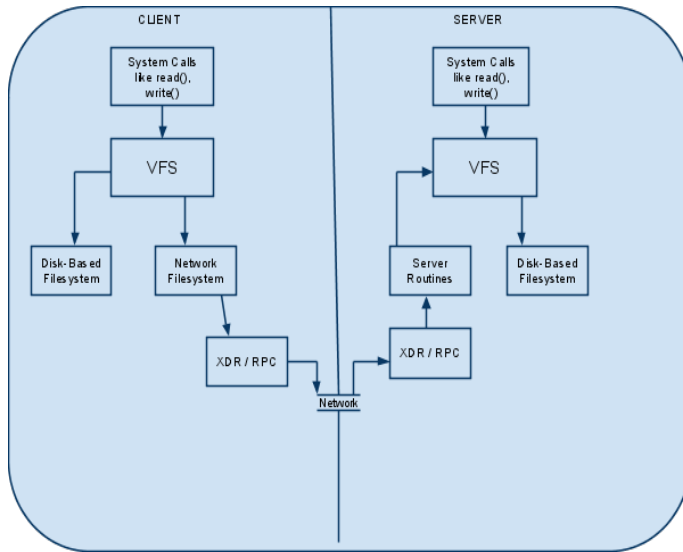 CLIENT
SERVER
System Calls
like read(),
write()
System Calls
like read(),
write()
VFS
VFS
Disk-Based
Filesystem
Network
Filesystem
Server
Routines
Disk-Based
Filesystem
XDR / RPC
XDR / RPC
Network